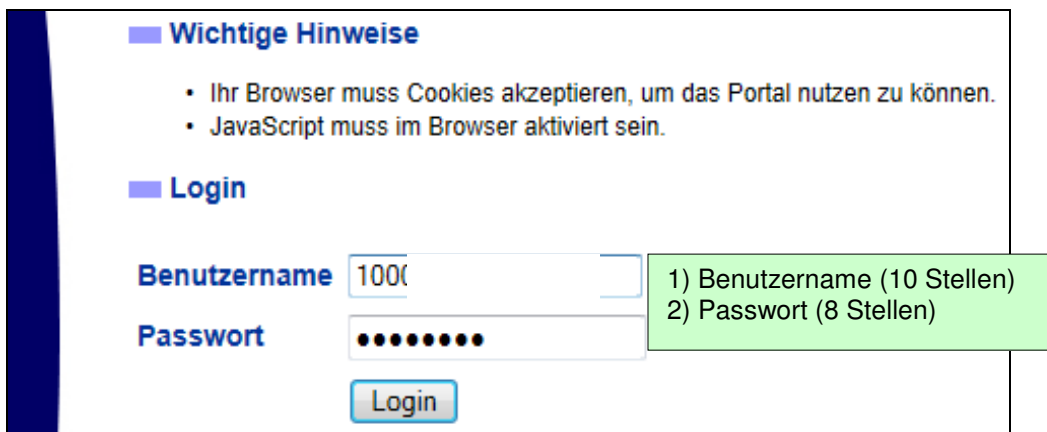 Wichtige Hinweise
• Ihr Browser muss Cookies akzeptieren, um das Portal nutzen zu können.
• JavaScript muss im Browser aktiviert sein.
Login
Benutzername 100
1) Benutzername (10 Stellen)
2) Passwort (8 Stellen)
Passwort ••••••••
Login